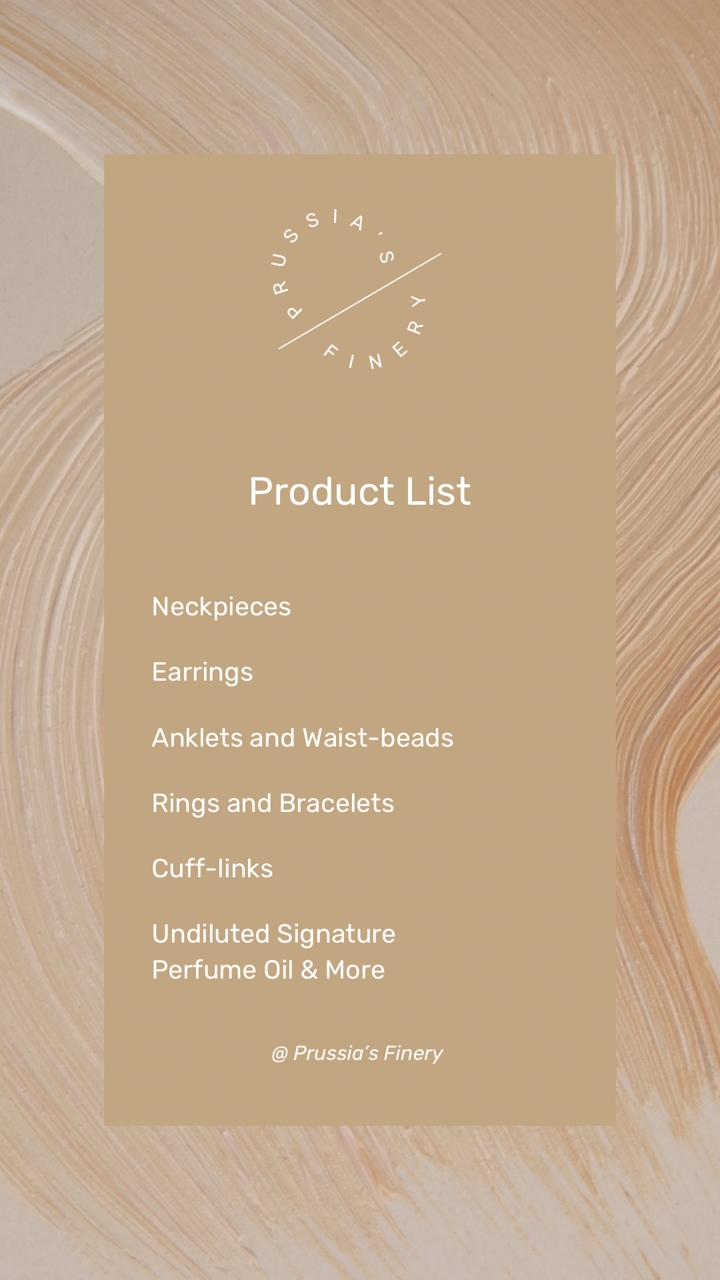 PRUSSIA'S
FINERY
Product List
Neckpieces
Earrings
Anklets and Waist-beads
Rings and Bracelets
Cuff-links
Undiluted Signature
Perfume Oil & More
@ Prussia's Finery